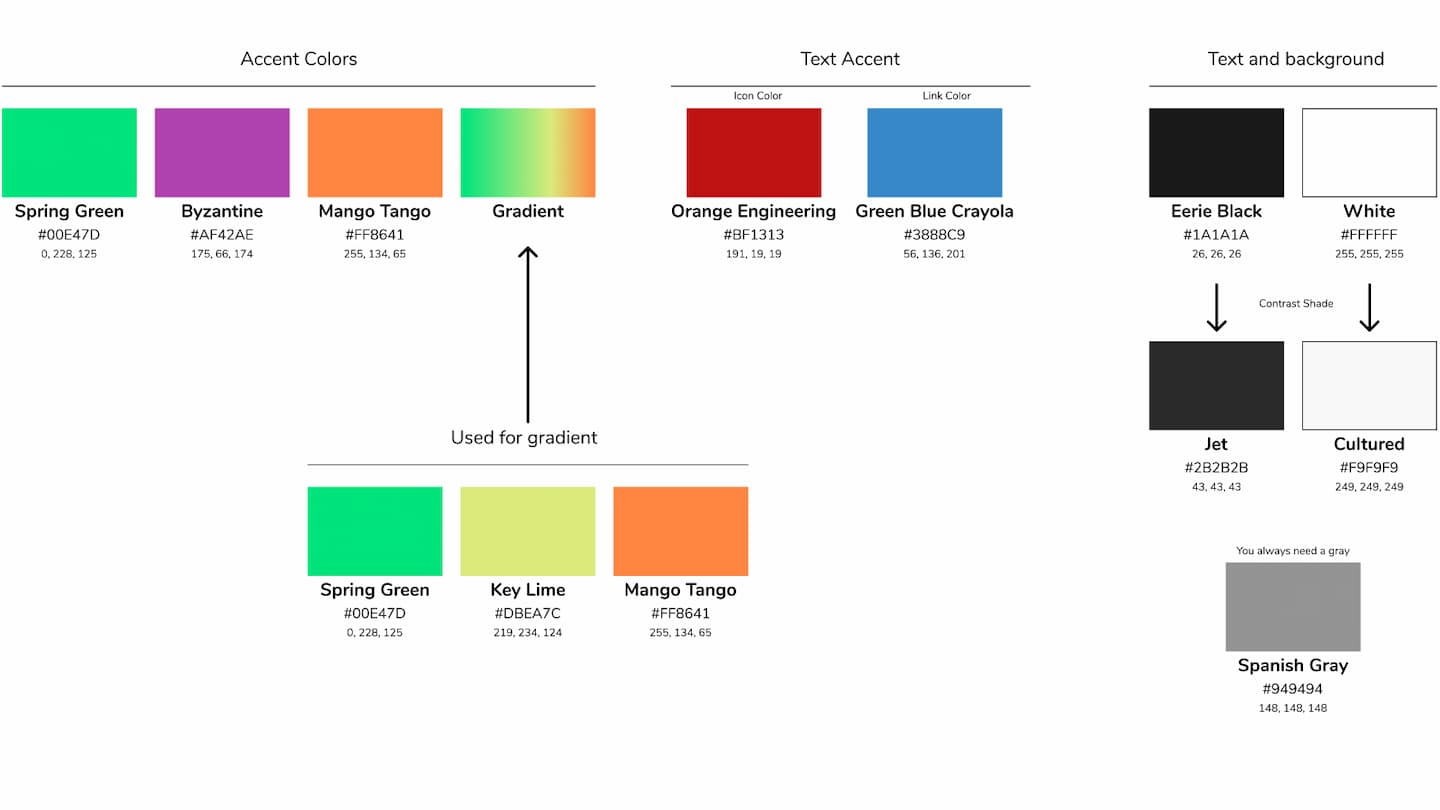 Accent Colors
Spring Green
#00E47D
0, 228, 125
Byzantine
#AF42AE
175, 66, 174
Mango Tango
#FF8641
255, 134, 65
Gradient
Used for gradient
Spring Green
#00E47D
0, 228, 125
Key Lime
#DBEA7C
219, 234, 124
Mango Tango
#FF8641
255, 134, 65
Text Accent
Icon Color
Orange Engineering
#BF1313
191, 19, 19
Link Color
Green Blue Crayola
#3888C9
56, 136, 201
Text and background
Eerie Black
#1A1A1A
26, 26, 26
White
#FFFFFF
255, 255, 255
Contrast Shade
Jet
#2B2B2B
43, 43, 43
Cultured
#F9F9F9
249, 249, 249
You always need a gray
Spanish Gray
#949494
148, 148, 148